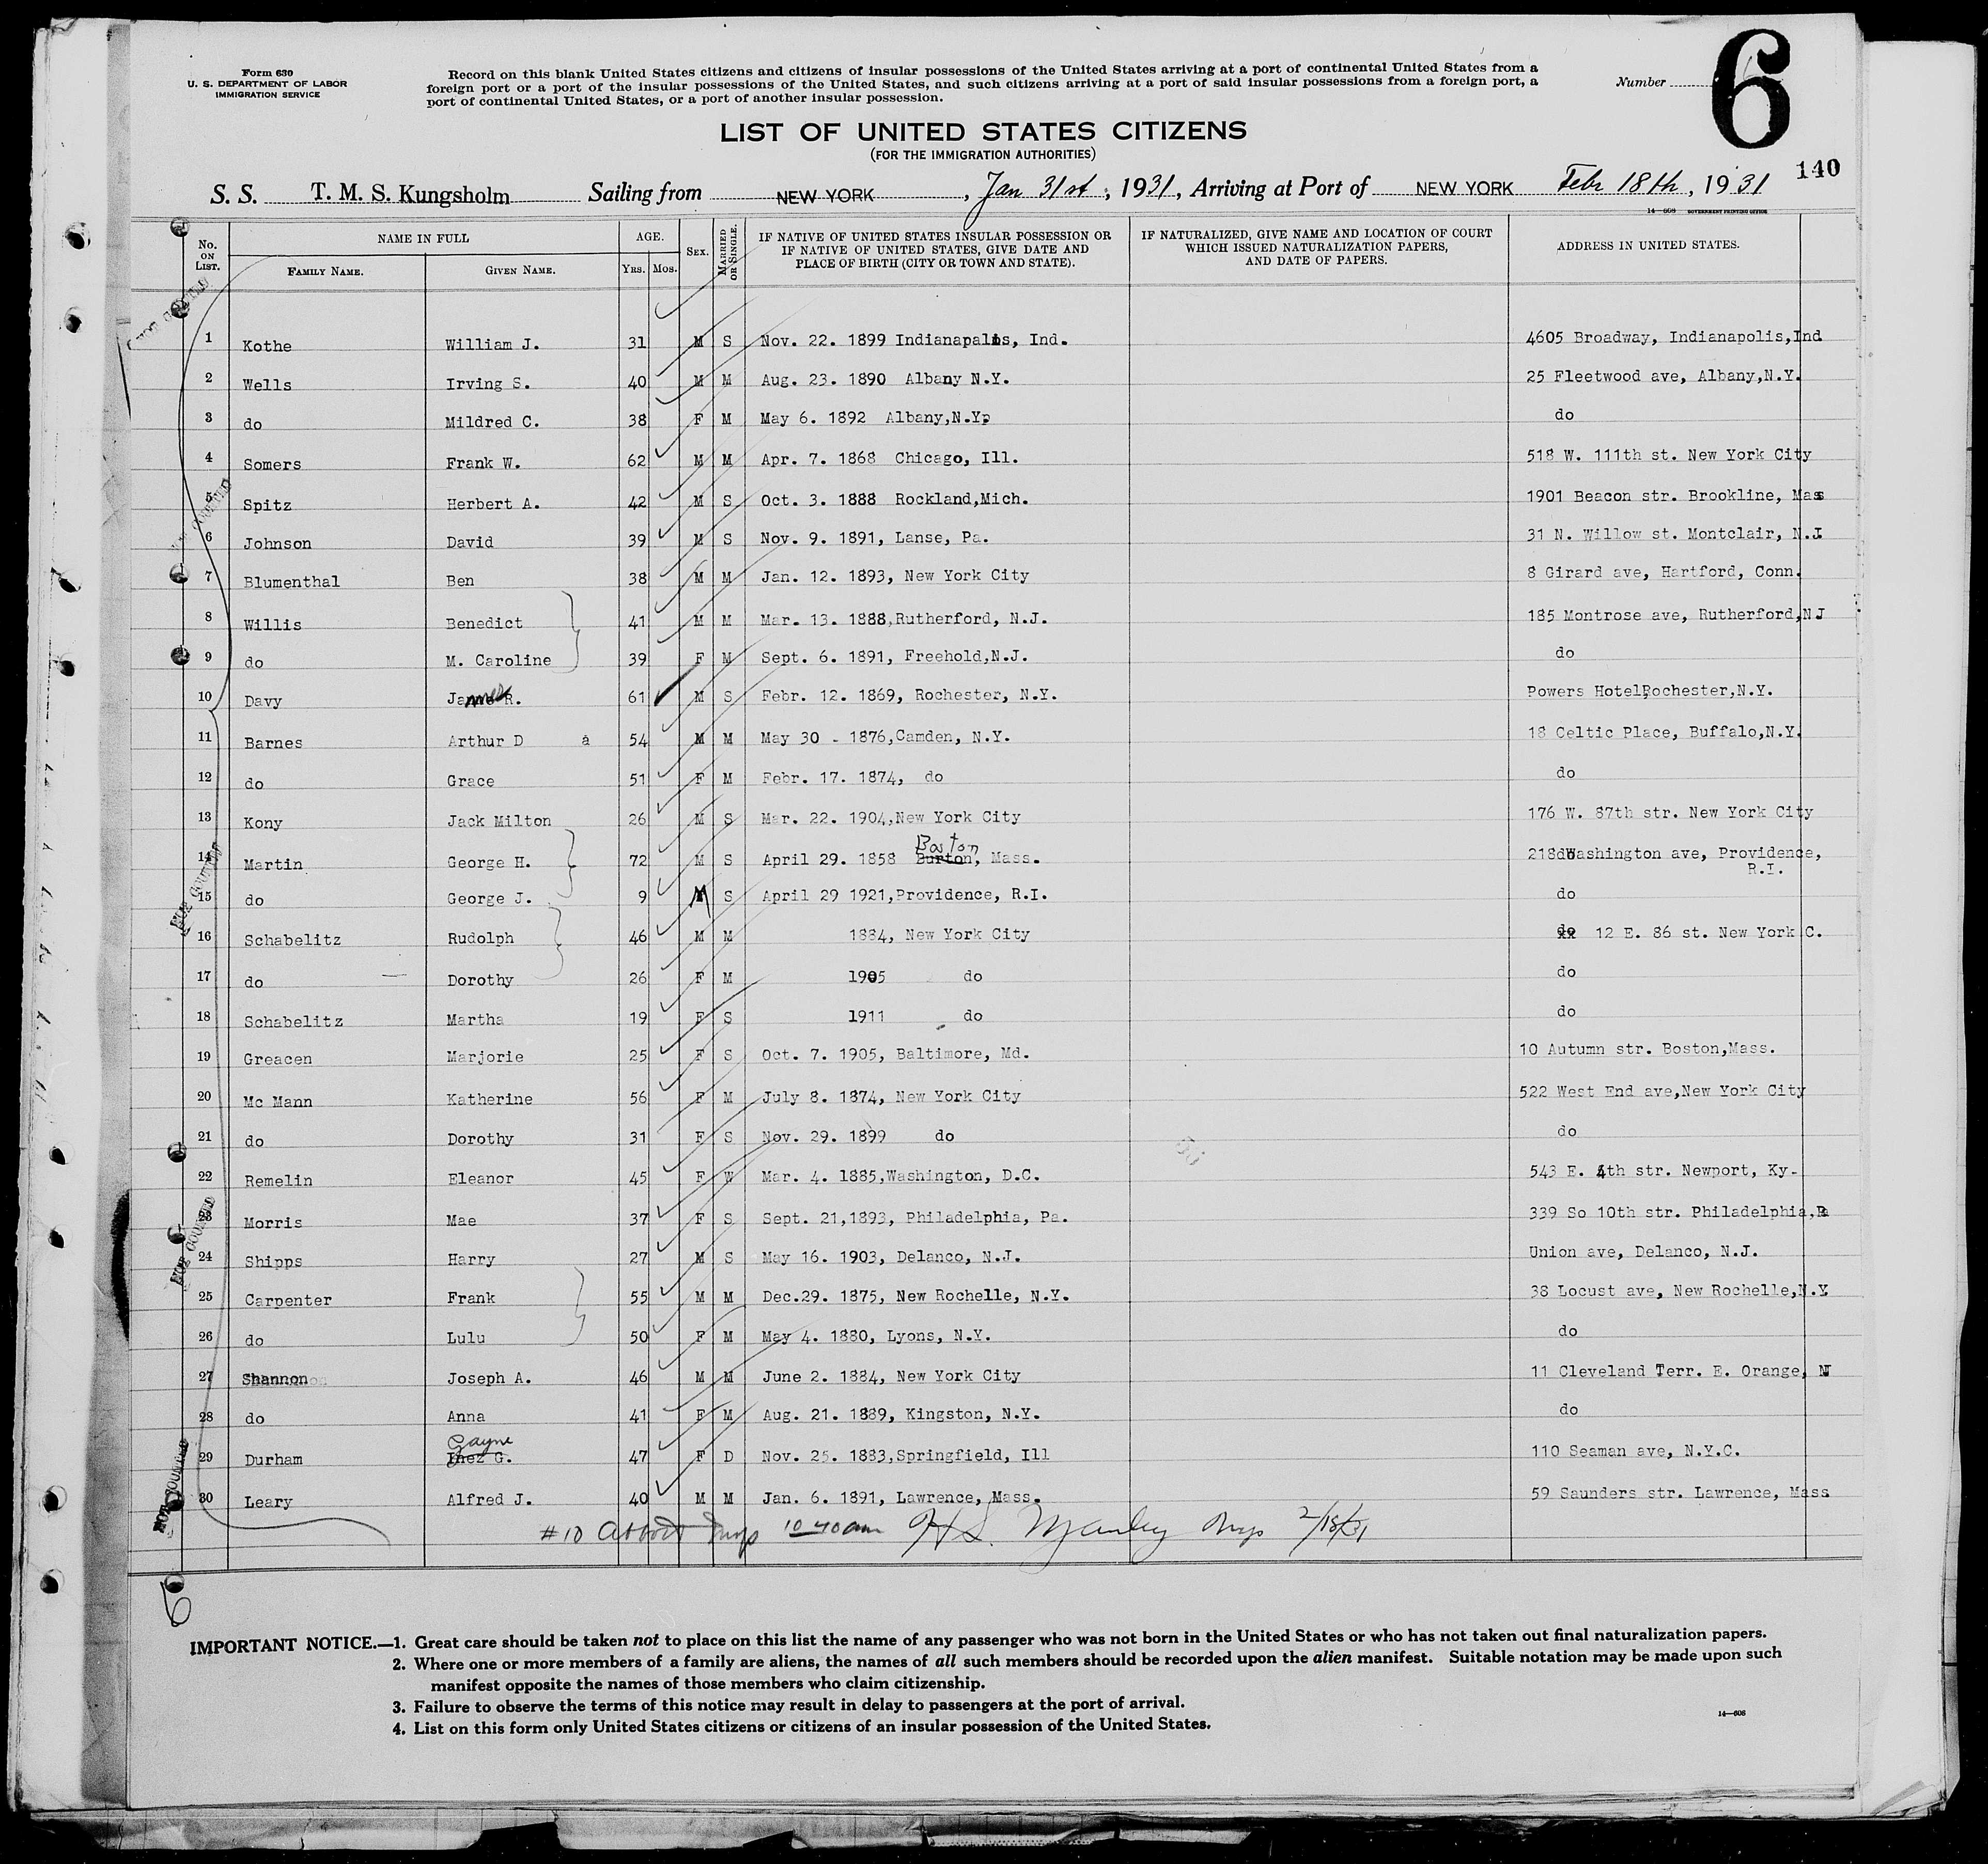 Form 630
U. S. DEPARTMENT OF LABOR
IMMIGRATION SERVICE
Record on this blank United States citizens and citizens of insular possessions of the United States arriving at a port of continental United States from a
foreign port or a port of the insular possessions of the United States, and such citizens arriving at a port of said insular possessions from a foreign port, a
port of continental United States, or a port of another insular possession.
Number 6
LIST OF UNITED STATES CITIZENS
(FOR THE IMMIGRATION AUTHORITIES)
140
S. S. T. M. S. Kungsholm Sailing from NEW YORK, Jan 31st, 1931, Arriving at Port of NEW YORK Febr 18th, 1931
14—608 GOVERNMENT PRINTING OFFICE
No. ON LIST. NAME IN FULL FAMILY NAME. GIVEN NAME. AGE. YRS. MOS. SEX. MARRIED OR SINGLE. IF NATIVE OF UNITED STATES INSULAR POSSESSION OR IF NATIVE OF UNITED STATES, GIVE DATE AND PLACE OF BIRTH (CITY OR TOWN AND STATE). IF NATURALIZED, GIVE NAME AND LOCATION OF COURT WHICH ISSUED NATURALIZATION PAPERS, AND DATE OF PAPERS. ADDRESS IN UNITED STATES.
1 Kothe William J. 31 M S Nov. 22. 1899 Indianapalis, Ind. 4605 Broadway, Indianapolis,Ind
2 Wells Irving S. 40 M M Aug. 23. 1890 Albany N.Y. 25 Fleetwood ave, Albany,N.Y.
3 do Mildred C. 38 F M May 6. 1892 Albany,N.Y. do
4 Somers Frank W. 62 M M Apr. 7. 1868 Chicago, Ill. 518 W. 111th st. New York City
5 Spitz Herbert A. 42 M S Oct. 3. 1888 Rockland,Mich. 1901 Beacon str. Brookline, Mass
6 Johnson David 39 M S Nov. 9. 1891, Lanse, Pa. 31 N. Willow st. Montclair, N.J.
7 Blumenthal Ben 38 M M Jan. 12. 1893, New York City 8 Girard ave, Hartford, Conn.
8 Willis Benedict 41 M M Mar. 13. 1888,Rutherford, N.J. 185 Montrose ave, Rutherford,NJ
9 do M. Caroline 39 F M Sept. 6. 1891, Freehold,N.J. do
10 Davy James R. 61 M S Febr. 12. 1869, Rochester, N.Y. Powers Hotel,Rochester,N.Y.
11 Barnes Arthur D a 54 M M May 30 - 1876,Camden, N.Y. 18 Celtic Place, Buffalo,N.Y.
12 do Grace 51 F M Febr. 17. 1874, do do
13 Kony Jack Milton 26 M S Mar. 22. 1904,New York City 176 W. 87th str. New York City
14 Martin George H. 72 M S April 29. 1858 Burton, Boston Mass. 218 Washington ave, Providence, R.I.
15 do George J. 9 M S April 29 1921,Providence, R.I. do
16 Schabelitz Rudolph 46 M M 1884, New York City 12 E. 86 st. New York C.
17 do Dorothy 26 F M 1905 do do
18 Schabelitz Martha 19 F S 1911 do do
19 Greacen Marjorie 25 F S Oct. 7. 1905, Baltimore, Md. 10 Autumn str. Boston,Mass.
20 Mc Mann Katherine 56 F M July 8. 1874, New York City 522 West End ave,New York City
21 do Dorothy 31 F S Nov. 29. 1899 do do
22 Remelin Eleanor 45 F W Mar. 4. 1885,Washington, D.C. 543 E. 4th str. Newport, Ky-
23 Morris Mae 37 F S Sept. 21,1893, Philadelphia, Pa. 339 So 10th str. Philadelphia,Pa
24 Shipps Harry 27 M S May 16. 1903, Delanco, N.J. Union ave, Delanco, N.J.
25 Carpenter Frank 55 M M Dec.29. 1875, New Rochelle, N.Y. 38 Locust ave, New Rochelle,N.Y.
26 do Lulu 50 F M May 4. 1880, Lyons, N.Y. do
27 Shannon Joseph A. 46 M M June 2. 1884, New York City 11 Cleveland Terr. E. Orange, NJ
28 do Anna 41 F M Aug. 21. 1889, Kingston, N.Y. do
29 Durham Inez G. Gayne 47 F D Nov. 25. 1883,Springfield, Ill 110 Seaman ave, N.Y.C.
30 Leary Alfred J. 40 M M Jan. 6. 1891, Lawrence, Mass. 59 Saunders str. Lawrence, Mass
#10 10 40am 2/18/31
6
IMPORTANT NOTICE.—1. Great care should be taken not to place on this list the name of any passenger who was not born in the United States or who has not taken out final naturalization papers.
2. Where one or more members of a family are aliens, the names of all such members should be recorded upon the alien manifest. Suitable notation may be made upon such
manifest opposite the names of those members who claim citizenship.
3. Failure to observe the terms of this notice may result in delay to passengers at the port of arrival.
4. List on this form only United States citizens or citizens of an insular possession of the United States.
14—608